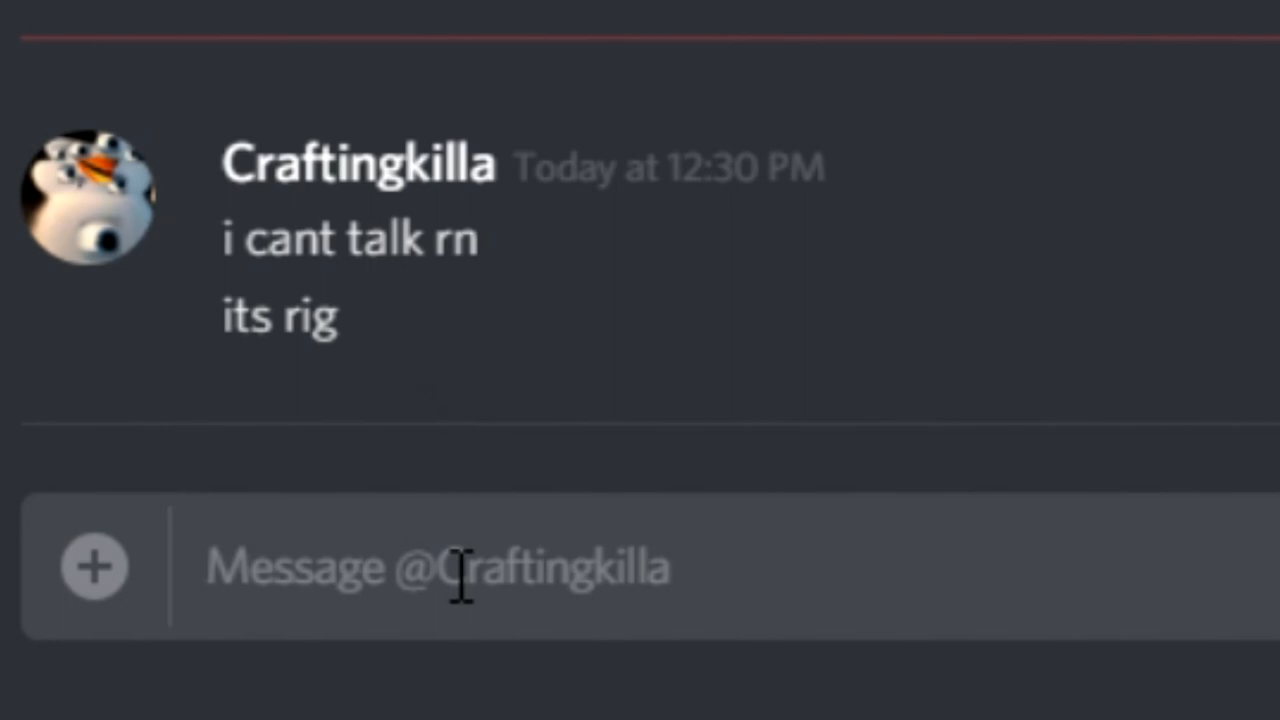 Craftingkilla Today at 12:30 PM
i cant talk rn
its rig
Message @Craftingkilla